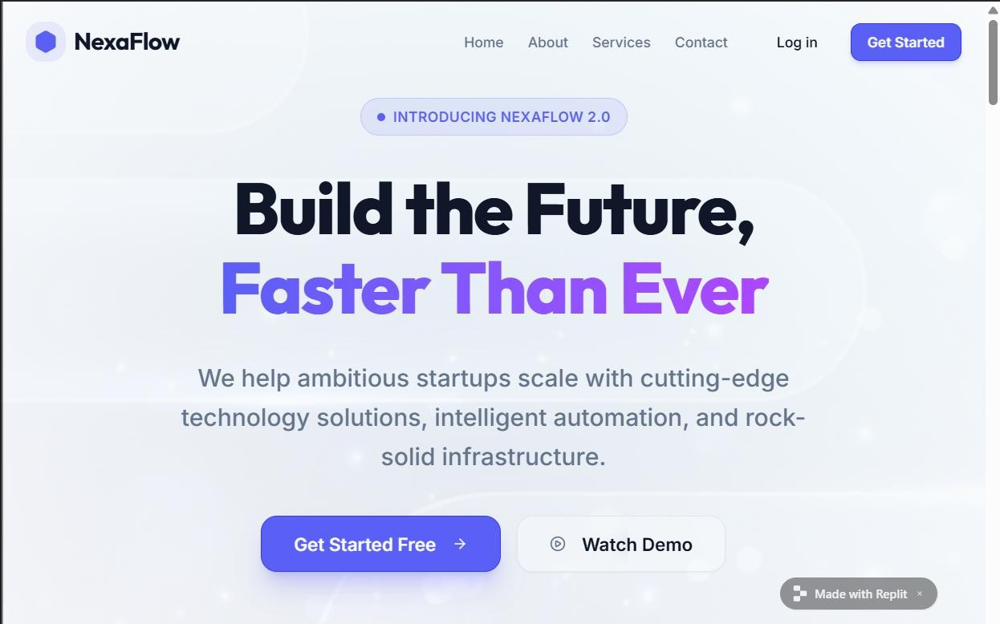 NexaFlow
Home
About
Services
Contact
Log in
Get Started
INTRODUCING NEXAFLOW 2.0
Build the Future,
Faster Than Ever
We help ambitious startups scale with cutting-edge
technology solutions, intelligent automation, and rock-
solid infrastructure.
Get Started Free →
Watch Demo
Made with Replit ×